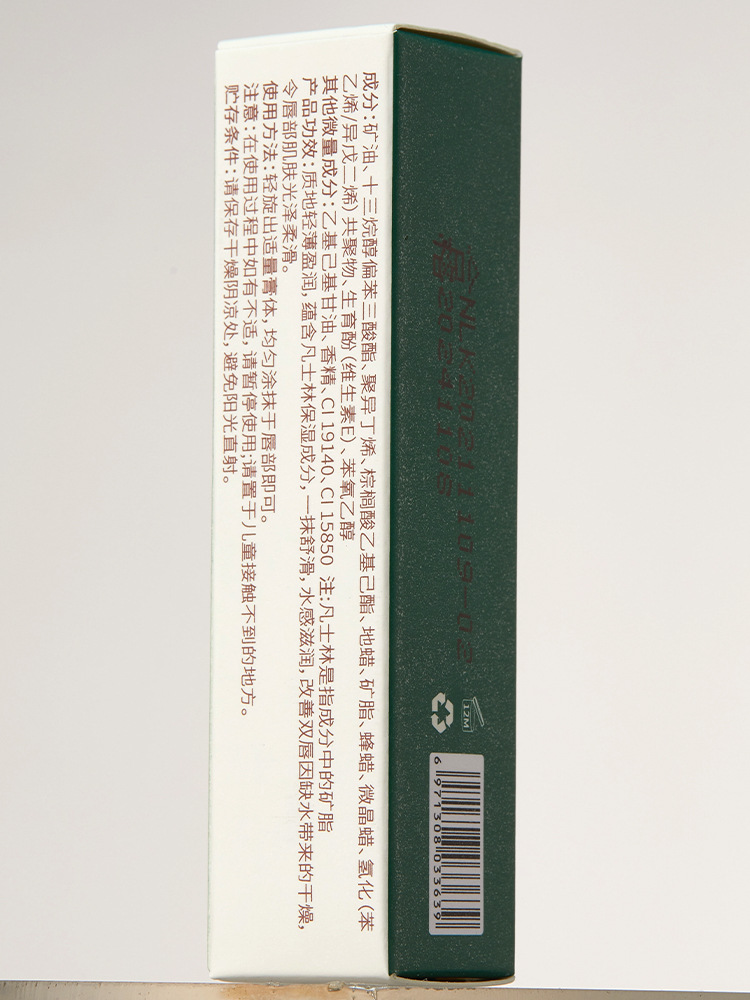 成分：矿油、十三烷醇偏苯三酸酯、聚异丁烯、棕榈酸乙基己酯、地蜡、矿脂、蜂蜡、微晶蜡、氢化（苯
乙烯/异戊二烯）共聚物、生育酚（维生素E）、苯氧乙醇
其他微量成分：乙基己基甘油、香精、CI 19140、CI 15850 注：凡士林是指成分中的矿脂
产品功效：质地轻薄盈润，蕴含凡士林保湿成分，一抹舒滑，水感滋润，改善双唇因缺水带来的干燥，
令唇部肌肤光泽柔滑。
使用方法：轻旋出适量膏体，均匀涂抹于唇部即可。
注意：在使用过程中如有不适，请暂停使用；请置于儿童接触不到的地方。
贮存条件：请保存干燥阴凉处，避免阳光直射。
NLK20211109-02
20241108
12M
6971308033639